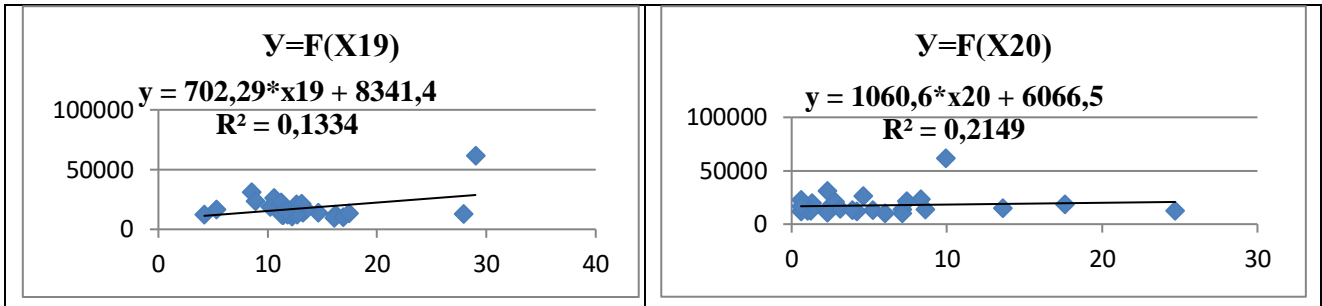 У=F(X19)
y = 702,29*x19 + 8341,4
R² = 0,1334
100000
50000
0
0 10 20 30 40
У=F(X20)
y = 1060,6*x20 + 6066,5
R² = 0,2149
100000
50000
0
0 10 20 30